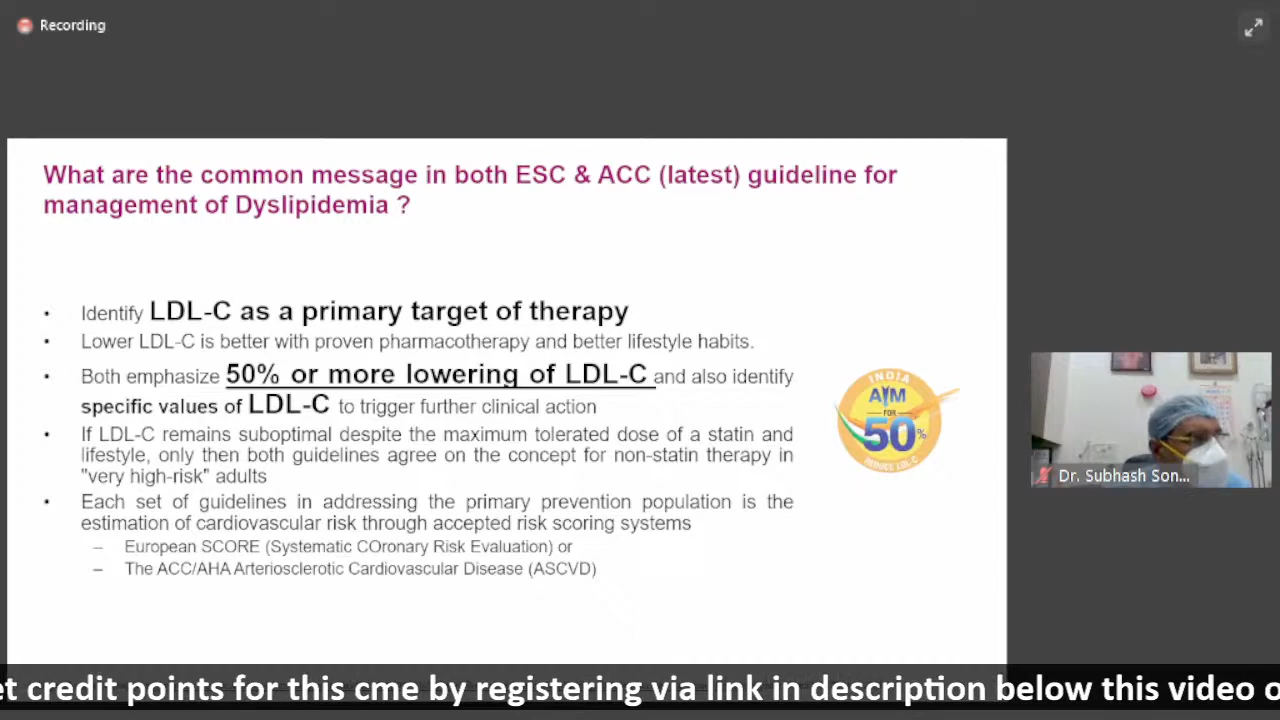 Recording
What are the common message in both ESC & ACC (latest) guideline for
management of Dyslipidemia ?
• Identify LDL-C as a primary target of therapy
• Lower LDL-C is better with proven pharmacotherapy and better lifestyle habits.
• Both emphasize 50% or more lowering of LDL-C and also identify
specific values of LDL-C to trigger further clinical action
• If LDL-C remains suboptimal despite the maximum tolerated dose of a statin and
lifestyle, only then both guidelines agree on the concept for non-statin therapy in
"very high-risk" adults
• Each set of guidelines in addressing the primary prevention population is the
estimation of cardiovascular risk through accepted risk scoring systems
– European SCORE (Systematic COronary Risk Evaluation) or
– The ACC/AHA Arteriosclerotic Cardiovascular Disease (ASCVD)
INDIA
AIM
FOR
50%
REDUCE LDL-C
Dr. Subhash Son...
et credit points for this cme by registering via link in description below this video o